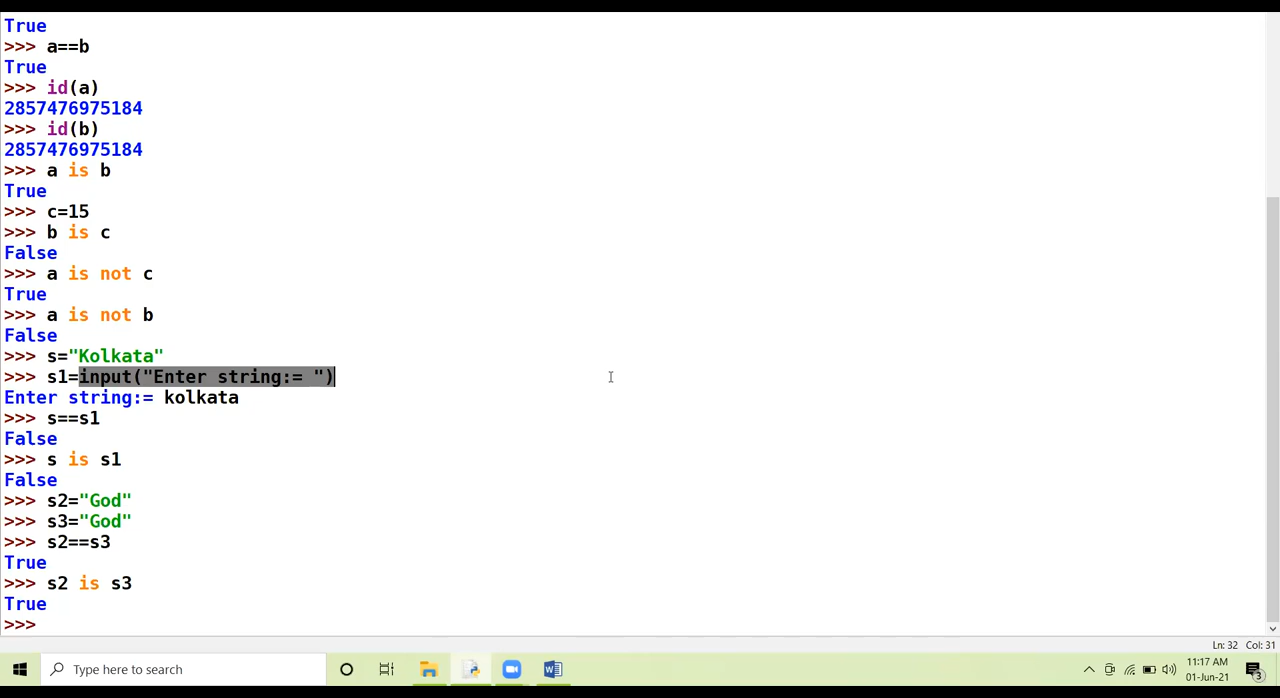 True
>>> a==b
True
>>> id(a)
2857476975184
>>> id(b)
2857476975184
>>> a is b
True
>>> c=15
>>> b is c
False
>>> a is not c
True
>>> a is not b
False
>>> s="Kolkata"
>>> s1=input("Enter string:= ")
Enter string:= kolkata
>>> s==s1
False
>>> s is s1
False
>>> s2="God"
>>> s3="God"
>>> s2==s3
True
>>> s2 is s3
True
>>>
Ln: 32 Col: 31
Type here to search
11:17 AM
01-Jun-21
3